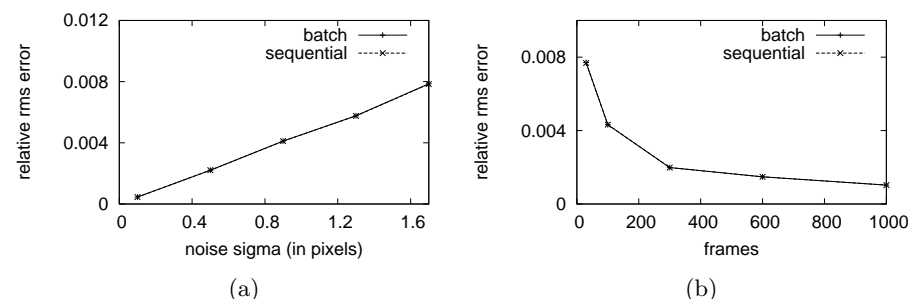 relative rms error
0.012
0.008
0.004
0
batch
sequential
0 0.4 0.8 1.2 1.6
noise sigma (in pixels)
(a)
relative rms error
0.008
0.004
0
batch
sequential
0 200 400 600 800 1000
frames
(b)